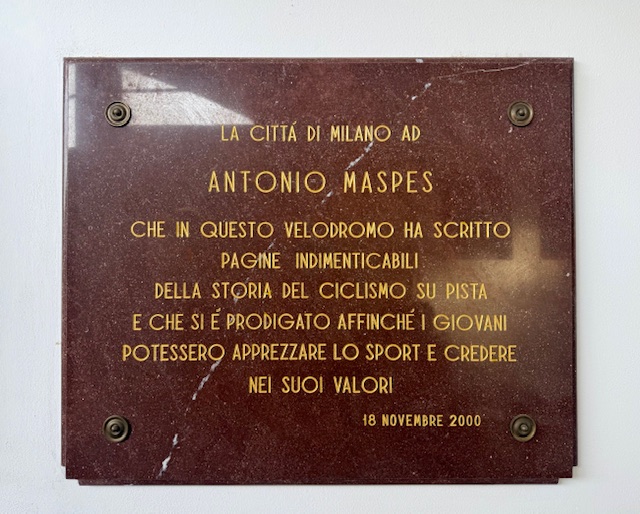 LA CITTÁ DI MILANO AD
ANTONIO MASPES
CHE IN QUESTO VELODROMO HA SCRITTO
PAGINE INDIMENTICABILI
DELLA STORIA DEL CICLISMO SU PISTA
E CHE SI É PRODIGATO AFFINCHÉ I GIOVANI
POTESSERO APPREZZARE LO SPORT E CREDERE
NEI SUOI VALORI
18 NOVEMBRE 2000